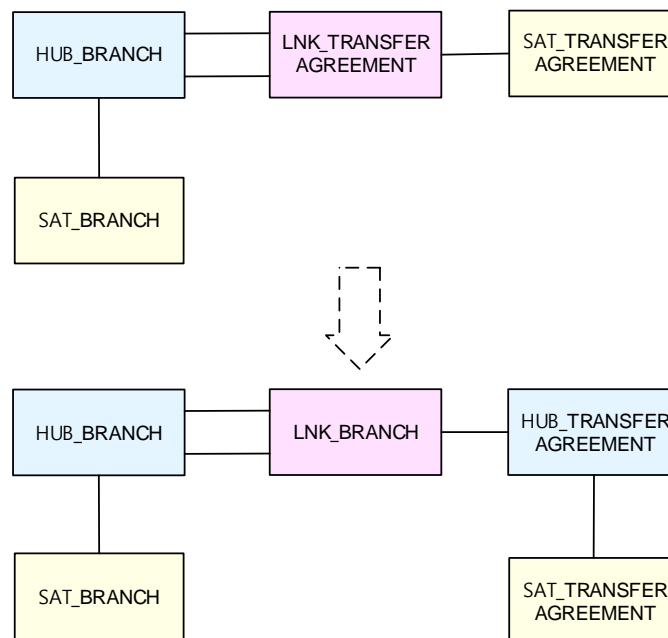 HUB_BRANCH
LNK_TRANSFER
AGREEMENT
SAT_TRANSFER
AGREEMENT
SAT_BRANCH
HUB_BRANCH
LNK_BRANCH
HUB_TRANSFER
AGREEMENT
SAT_BRANCH
SAT_TRANSFER
AGREEMENT